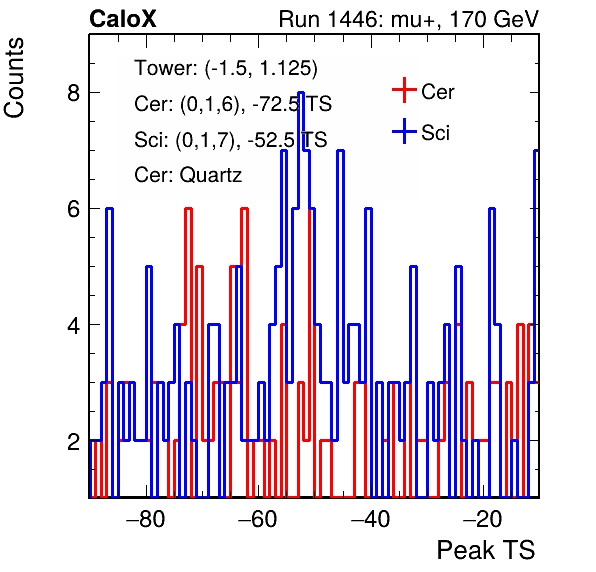 CaloX Run 1446: mu+, 170 GeV
Counts
Tower: (-1.5, 1.125)
Cer: (0,1,6), -72.5 TS
Sci: (0,1,7), -52.5 TS
Cer: Quartz
Cer
Sci
8
6
4
2
−80 −60 −40 −20
Peak TS